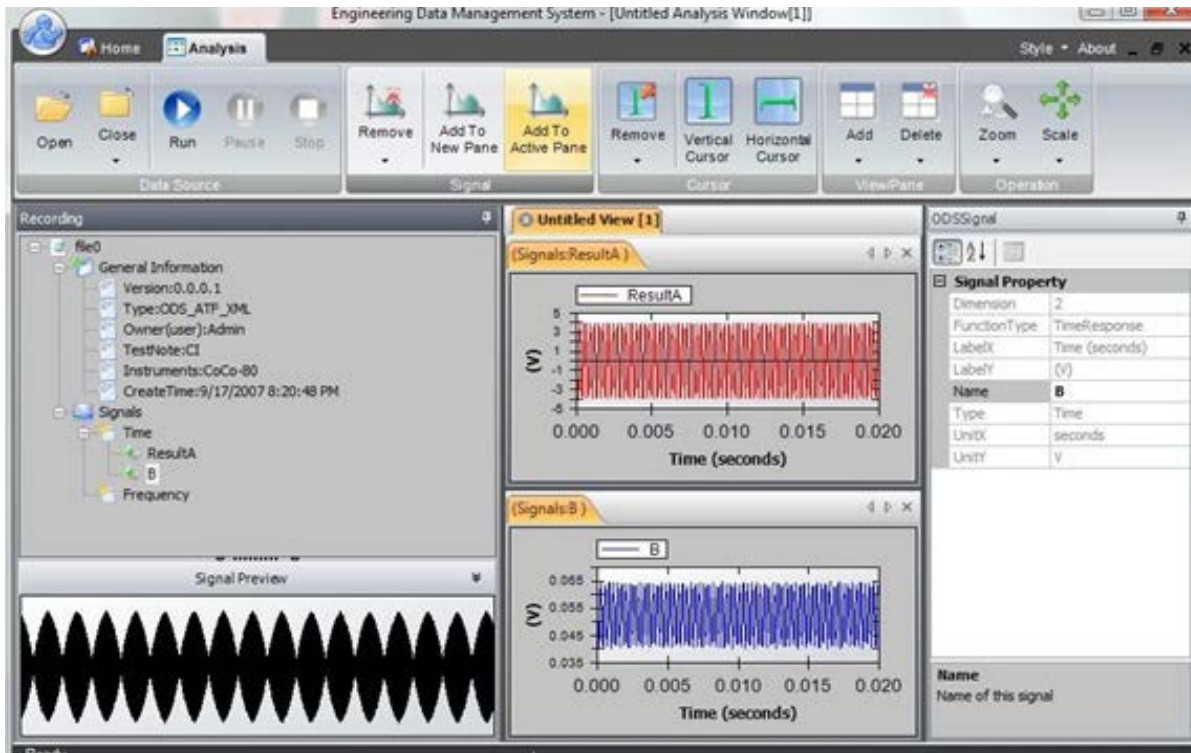 Engineering Data Management System - [Untitled Analysis Window[1]]
Home
Analysis
Style
About
Open
Close
Run
Pause
Stop
Data Source
Remove
Add To
New Pane
Add To
Active Pane
Signal
Remove
Vertical
Cursor
Horizontal
Cursor
Cursor
Add
Delete
View/Pane
Zoom
Scale
Operation
Recording
file0
General Information
Version:0.0.0.1
Type:ODS_ATF_XML
Owner(user):Admin
TestNote:CI
Instruments:CoCo-80
CreateTime:9/17/2007 8:20:48 PM
Signals
Time
ResultA
B
Frequency
Signal Preview
Untitled View [1]
(Signals:ResultA )
ResultA
5
3
1
-1
-3
-5
(V)
0.000 0.005 0.010 0.015 0.020
Time (seconds)
(Signals:B )
B
0.065
0.055
0.045
0.035
(V)
0.000 0.005 0.010 0.015 0.020
Time (seconds)
ODSSignal
Signal Property
Dimension 2
FunctionType TimeResponse
LabelX Time (seconds)
LabelY (V)
Name B
Type Time
UnitX seconds
UnitY V
Name
Name of this signal